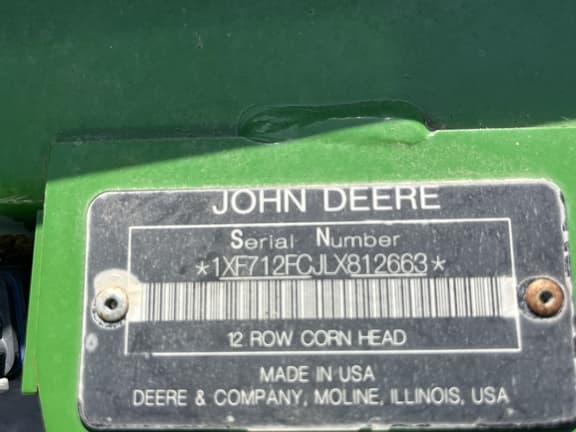 JOHN DEERE
Serial Number
*1XF712FCJLX812663*
12 ROW CORN HEAD
MADE IN USA
DEERE & COMPANY, MOLINE, ILLINOIS, USA